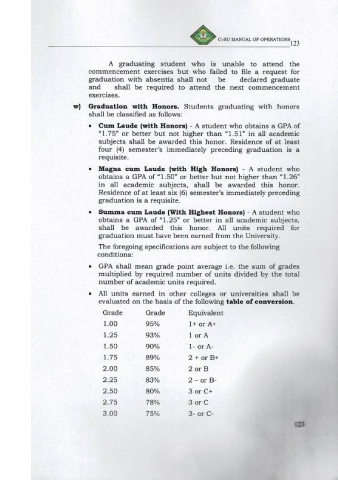 CvSU MANUAL OF OPERATIONS 123
A graduating student who is unable to attend the
commencement exercises but who failed to file a request for
graduation with absentia shall not be declared graduate
and shall be required to attend the next commencement
exercises.
w) Graduation with Honors. Students graduating with honors
shall be classified as follows:
• Cum Laude (with Honors) - A student who obtains a GPA of
"1.75" or better but not higher than "1.51" in all academic
subjects shall be awarded this honor. Residence of at least
four (4) semester's immediately preceding graduation is a
requisite.
• Magna cum Laude (with High Honors) - A student who
obtains a GPA of "1.50" or better but not higher than "1.26"
in all academic subjects, shall be awarded this honor.
Residence of at least six (6) semester's immediately preceding
graduation is a requisite.
• Summa cum Laude (With Highest Honors) - A student who
obtains a GPA of "1.25" or better in all academic subjects,
shall be awarded this honor. All units required for
graduation must have been earned from the University.
The foregoing specifications are subject to the following
conditions:
• GPA shall mean grade point average i.e. the sum of grades
multiplied by required number of units divided by the total
number of academic units required.
• All units earned in other colleges or universities shall be
evaluated on the basis of the following table of conversion.
Grade Grade Equivalent
1.00 95% 1+ or A+
1.25 93% 1 or A
1.50 90% 1- or A-
1.75 89% 2 + or B+
2.00 85% 2 or B
2.25 83% 2 – or B-
2.50 80% 3 or C+
2.75 78% 3 or C
3.00 75% 3- or C-
123